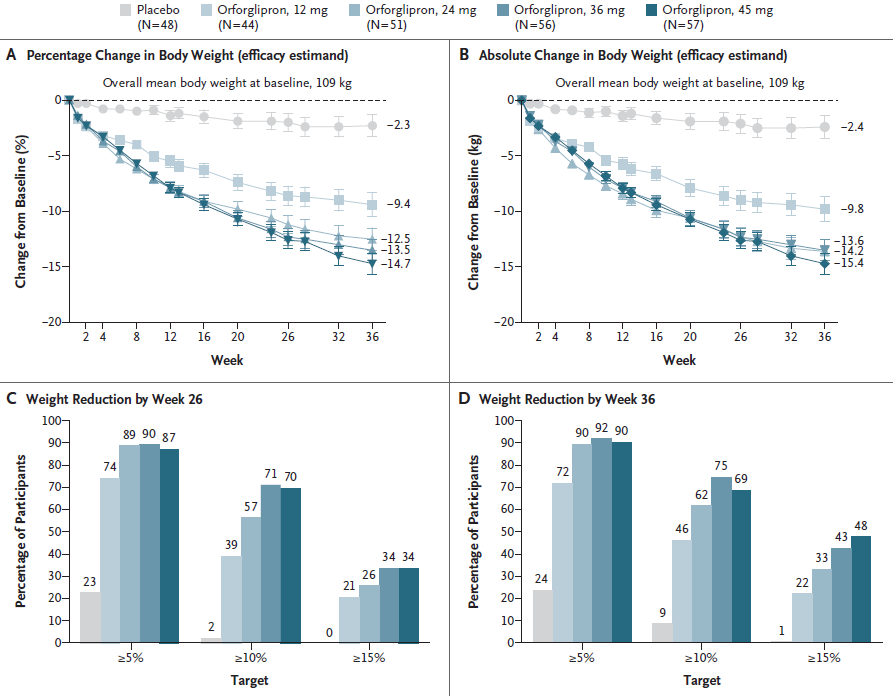 Placebo
(N=48)
Orforglipron, 12 mg
(N=44)
Orforglipron, 24 mg
(N=51)
Orforglipron, 36 mg
(N=56)
Orforglipron, 45 mg
(N=57)
A Percentage Change in Body Weight (efficacy estimand)
Overall mean body weight at baseline, 109 kg
Change from Baseline (%)
0
−5
−10
−15
−20
−2.3
−9.4
−12.5
−13.5
−14.7
2 4 8 12 16 20 26 32 36
Week
B Absolute Change in Body Weight (efficacy estimand)
Overall mean body weight at baseline, 109 kg
Change from Baseline (kg)
0
−5
−10
−15
−20
−2.4
−9.8
−13.6
−14.2
−15.4
2 4 8 12 16 20 26 32 36
Week
C Weight Reduction by Week 26
Percentage of Participants
100
90
80
70
60
50
40
30
20
10
0
23 74 89 90 87
2 39 57 71 70
0 21 26 34 34
≥5% ≥10% ≥15%
Target
D Weight Reduction by Week 36
Percentage of Participants
100
90
80
70
60
50
40
30
20
10
0
24 72 90 92 90
9 46 62 75 69
1 22 33 43 48
≥5% ≥10% ≥15%
Target